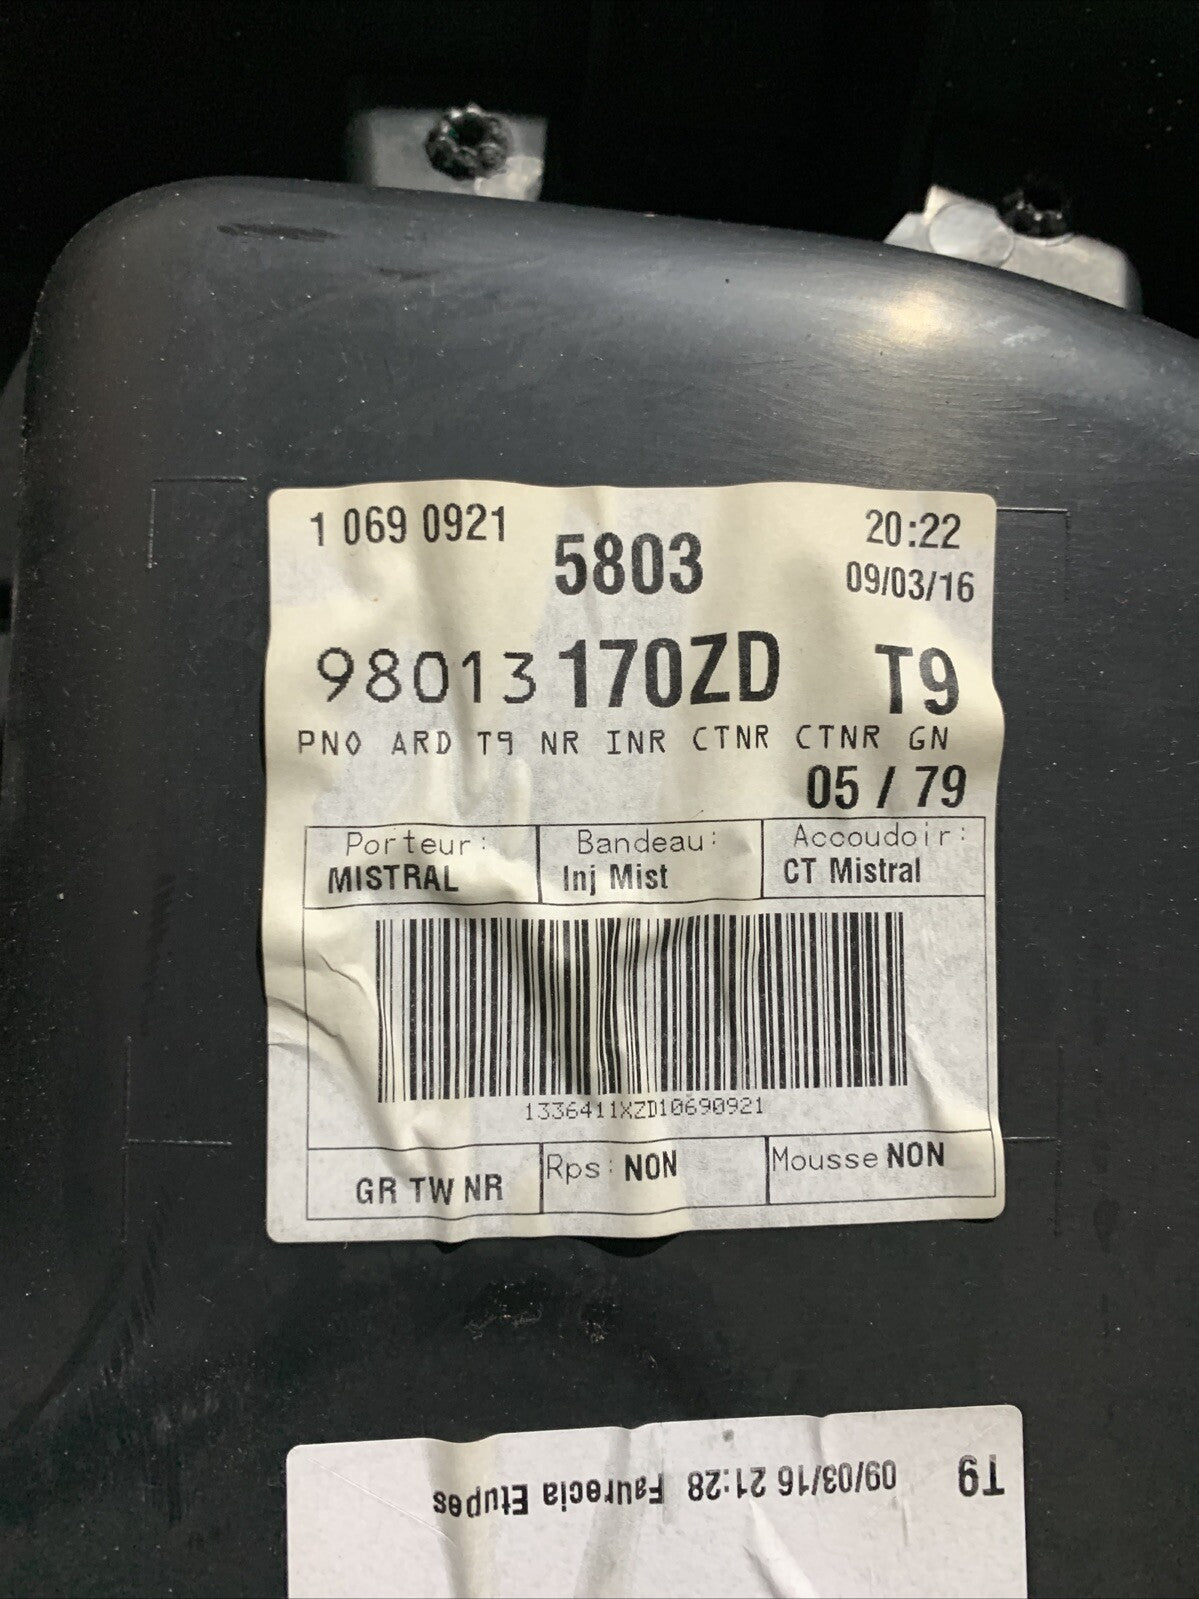 1 069 0921
5803
20:22
09/03/16
98013 170ZD T9
PNO ARD T9 NR INR CTNR CTNR GN
05 / 79
Porteur: Bandeau: Accoudoir:
MISTRAL Inj Mist CT Mistral
1336411XZD10690921
GR TW NR Rps: NON Mousse NON
T9 09/03/16 21:28 Faurecia Etupes